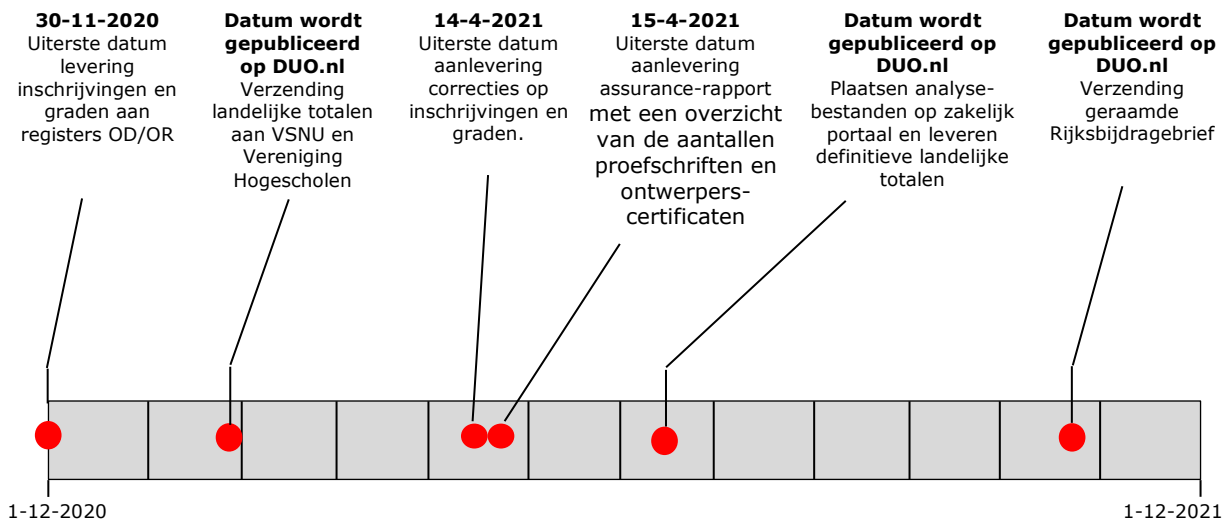 30-11-2020
Uiterste datum
levering
inschrijvingen en
graden aan
registers OD/OR
Datum wordt
gepubliceerd
op DUO.nl
Verzending
landelijke totalen
aan VSNU en
Vereniging
Hogescholen
14-4-2021
Uiterste datum
aanlevering
correcties op
inschrijvingen en
graden.
15-4-2021
Uiterste datum
aanlevering
assurance-rapport
met een overzicht
van de aantallen
proefschriften en
ontwerpers-
certificaten
Datum wordt
gepubliceerd op
DUO.nl
Plaatsen analyse-
bestanden op zakelijk
portaal en leveren
definitieve landelijke
totalen
Datum wordt
gepubliceerd op
DUO.nl
Verzending
geraamde
Rijksbijdragebrief
1-12-2020
1-12-2021